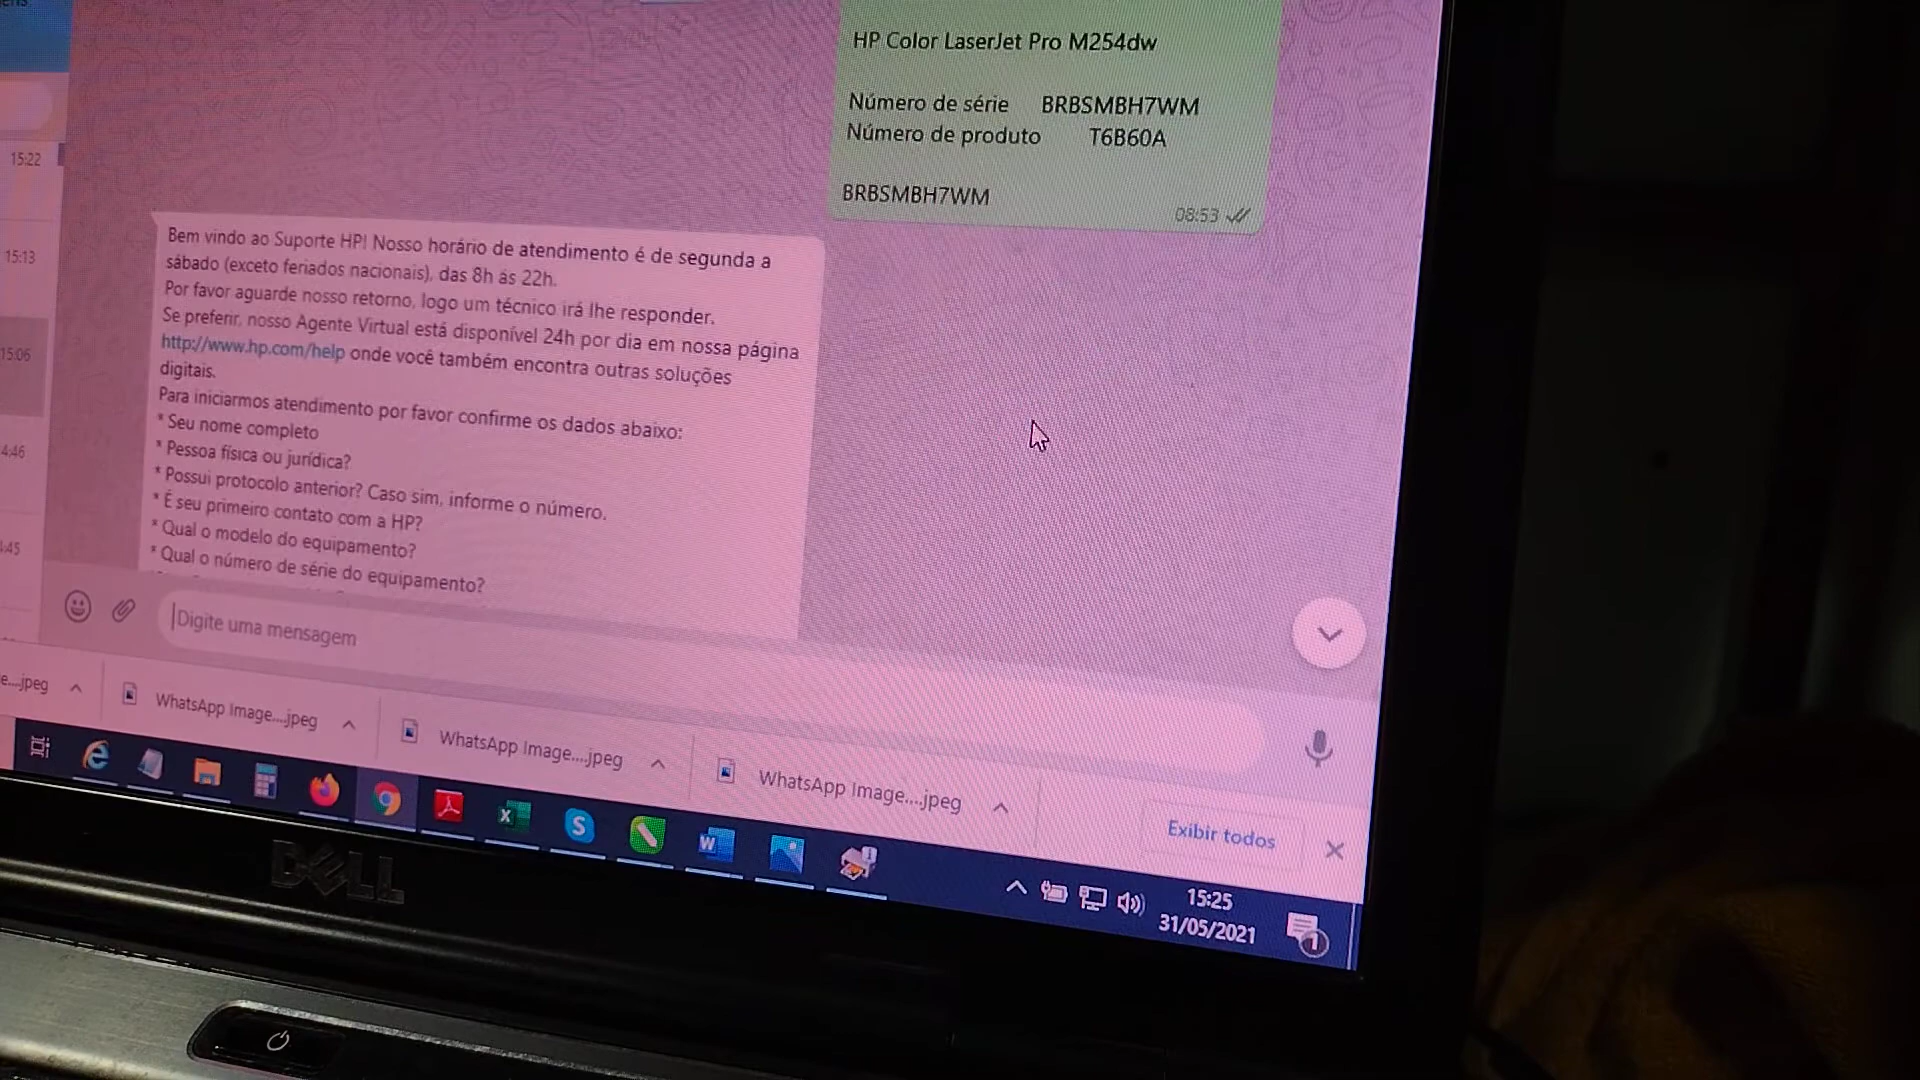 HP Color LaserJet Pro M254dw
Número de série BRBSMBH7WM
Número de produto T6B60A
BRBSMBH7WM
08:53
15:22
15:13
15:06
4:46
:45
Bem vindo ao Suporte HP! Nosso horário de atendimento é de segunda a
sábado (exceto feriados nacionais), das 8h ás 22h.
Por favor aguarde nosso retorno, logo um técnico irá lhe responder.
Se preferir, nosso Agente Virtual está disponível 24h por dia em nossa página
http://www.hp.com/help onde você também encontra outras soluções
digitais.
Para iniciarmos atendimento por favor confirme os dados abaixo:
* Seu nome completo
* Pessoa física ou jurídica?
* Possui protocolo anterior? Caso sim, informe o número.
* É seu primeiro contato com a HP?
* Qual o modelo do equipamento?
* Qual o número de série do equipamento?
Digite uma mensagem
e....jpeg
WhatsApp Image....jpeg
WhatsApp Image....jpeg
WhatsApp Image....jpeg
Exibir todos
15:25
31/05/2021
1
DELL